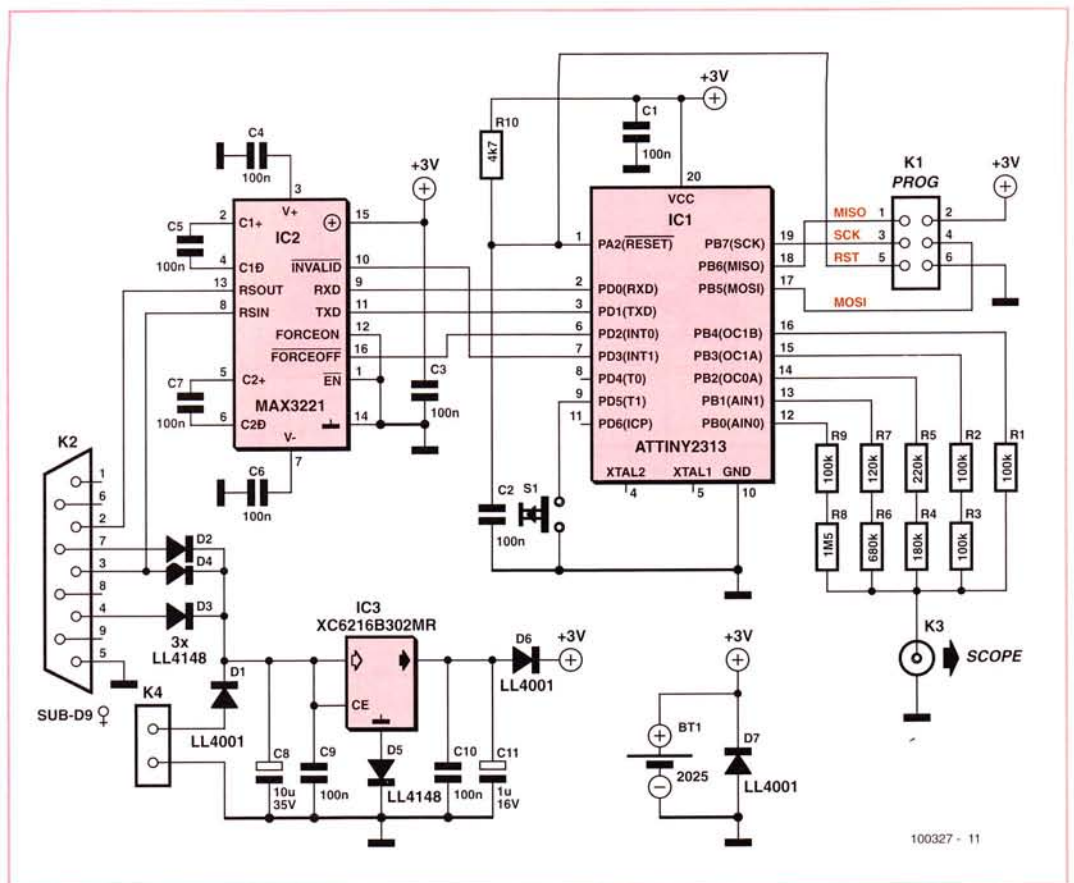 C4
100n
+3V
R10
4k7
C1
100n
+3V
K1
PROG
+3V
3
V+
2
C1+
IC2
15
C5
100n
4
C1Ð
INVALID
10
13
RSOUT
RXD
9
8
RSIN
TXD
11
FORCEON
12
FORCEOFF
16
C7
100n
5
C2+
EN
1
6
C2Ð
MAX3221
14
V-
7
C3
100n
C6
100n
20
VCC
IC1
1
PA2(RESET)
PB7(SCK)
19
PB6(MISO)
18
2
PD0(RXD)
PB5(MOSI)
17
3
PD1(TXD)
6
PD2(INT0)
PB4(OC1B)
16
7
PD3(INT1)
PB3(OC1A)
15
8
PD4(T0)
PB2(OC0A)
14
9
PD5(T1)
PB1(AIN1)
13
11
PD6(ICP)
PB0(AIN0)
12
ATTINY2313
XTAL2
XTAL1
GND
4
5
10
MISO
1
2
SCK
3
4
RST
5
6
MOSI
R9
100k
R7
120k
R5
220k
R2
100k
R1
100k
R8
1M5
R6
680k
R4
180k
R3
100k
K3
SCOPE
C2
100n
S1
K2
1
6
2
7
3
8
4
9
5
SUB-D9
D2
D4
D3
3x
LL4148
D1
LL4001
K4
IC3
XC6216B302MR
CE
D6
LL4001
+3V
C8
10u
35V
C9
100n
D5
LL4148
C10
100n
C11
1u
16V
+3V
BT1
2025
D7
LL4001
100327 - 11